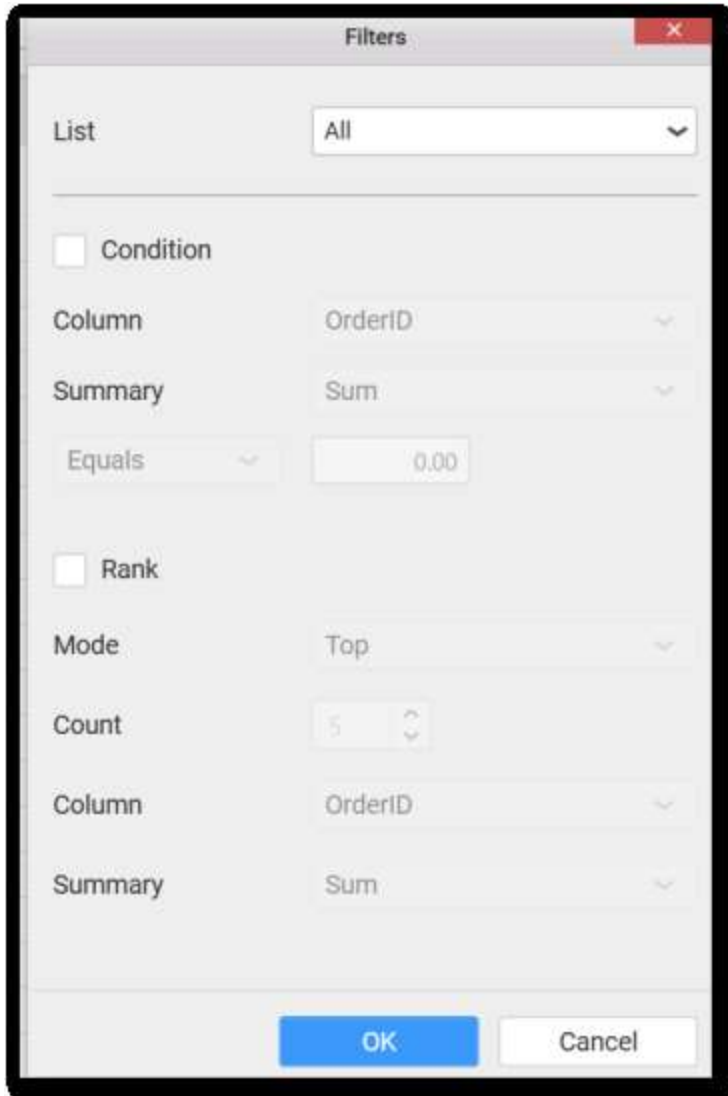 Filters
List All
Condition
Column OrderID
Summary Sum
Equals 0.00
Rank
Mode Top
Count 5
Column OrderID
Summary Sum
OK Cancel